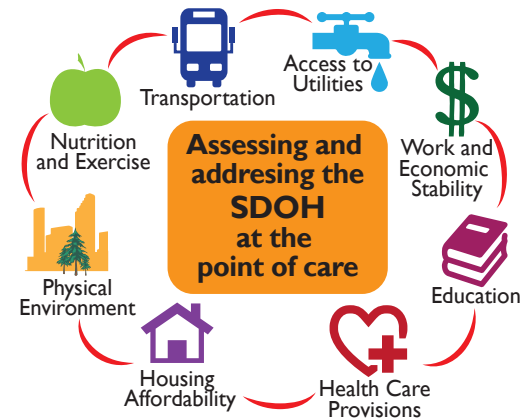 Assessing and
addresing the
SDOH
at the
point of care
Transportation
Access to
Utilities
Work and
Economic
Stability
Education
Health Care
Provisions
Housing
Affordability
Physical
Environment
Nutrition
and Exercise